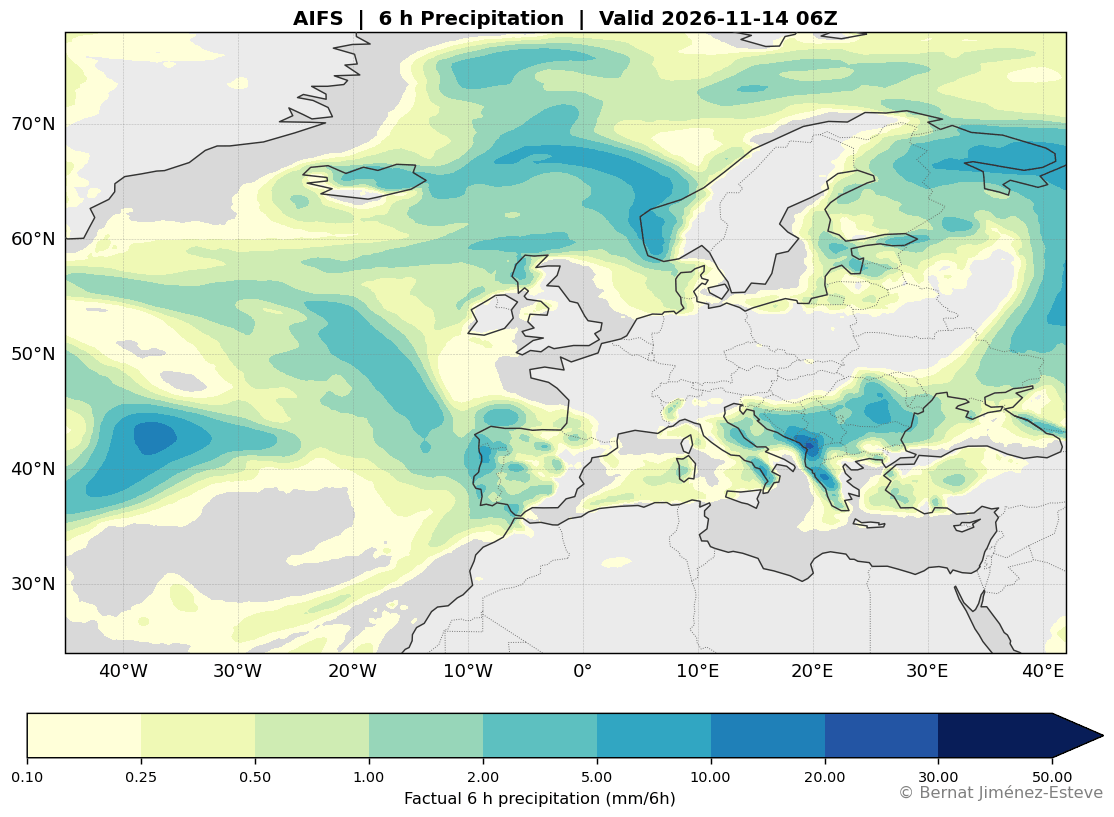 AIFS | 6 h Precipitation | Valid 2026-11-14 06Z
70°N
60°N
50°N
40°N
30°N
40°W 30°W 20°W 10°W 0° 10°E 20°E 30°E 40°E
0.10 0.25 0.50 1.00 2.00 5.00 10.00 20.00 30.00 50.00
Factual 6 h precipitation (mm/6h)
© Bernat Jiménez-Esteve